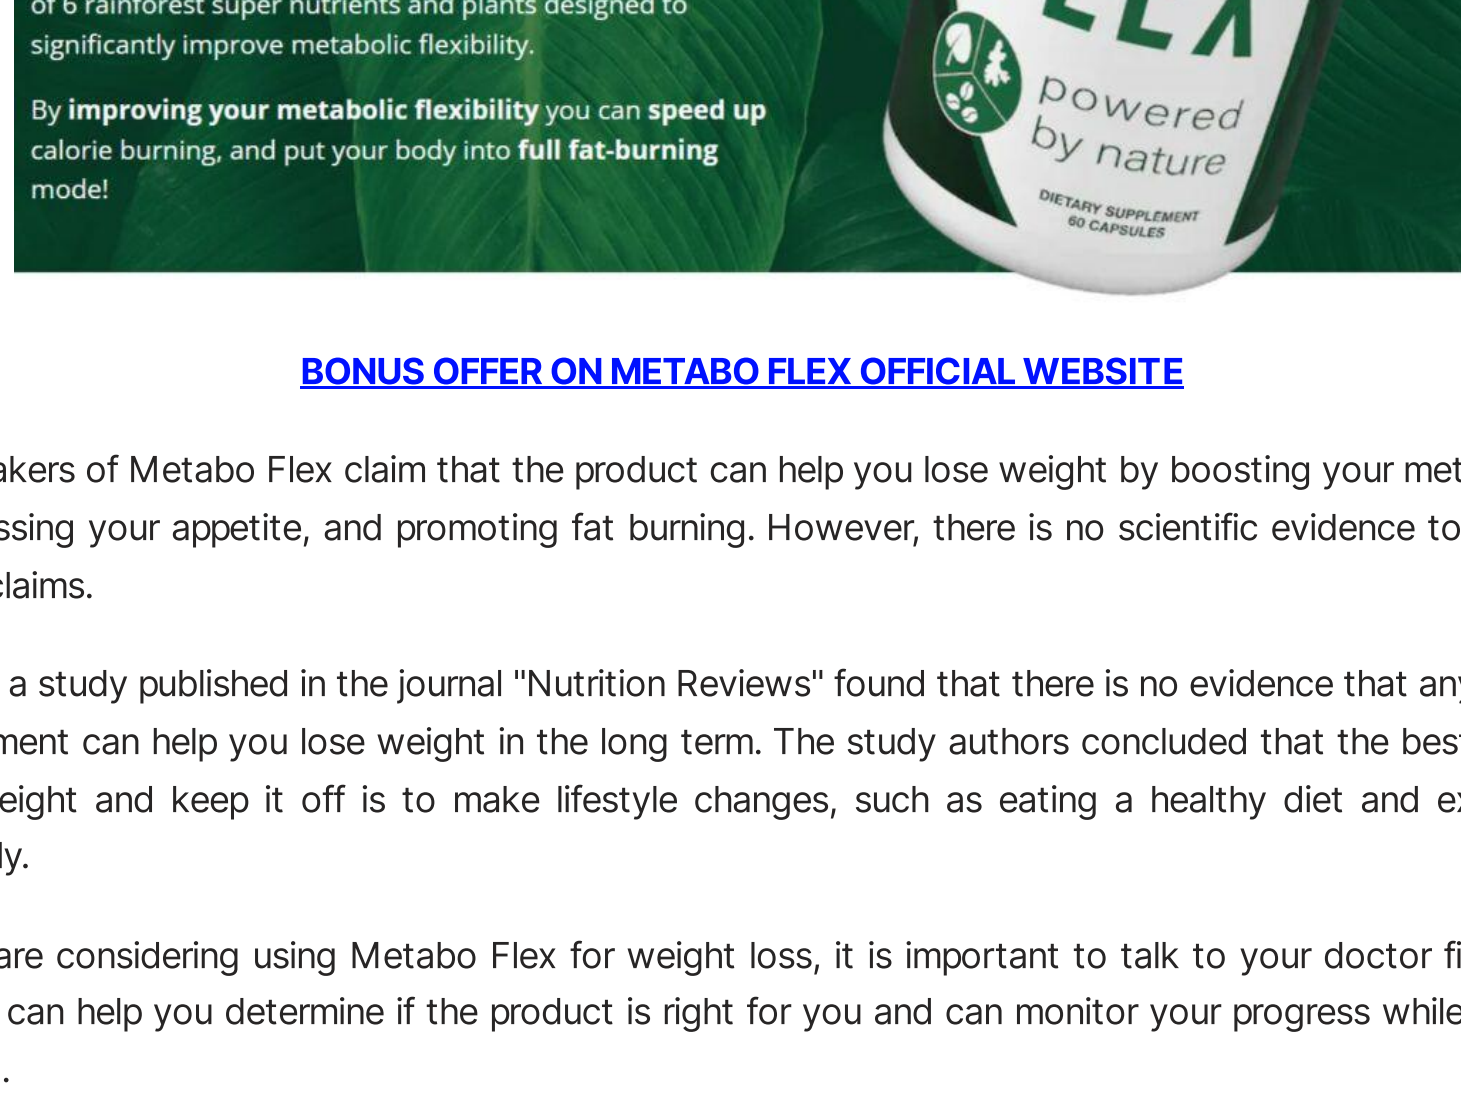 of 6 rainforest super nutrients and plants designed to
significantly improve metabolic flexibility.
By improving your metabolic flexibility you can speed up
calorie burning, and put your body into full fat-burning
mode!
powered
by nature
DIETARY SUPPLEMENT
60 CAPSULES
BONUS OFFER ON METABO FLEX OFFICIAL WEBSITE
akers of Metabo Flex claim that the product can help you lose weight by boosting your met
ssing your appetite, and promoting fat burning. However, there is no scientific evidence to
claims.
a study published in the journal "Nutrition Reviews" found that there is no evidence that any
ment can help you lose weight in the long term. The study authors concluded that the best
eight and keep it off is to make lifestyle changes, such as eating a healthy diet and ex
ly.
are considering using Metabo Flex for weight loss, it is important to talk to your doctor fi
can help you determine if the product is right for you and can monitor your progress while
.